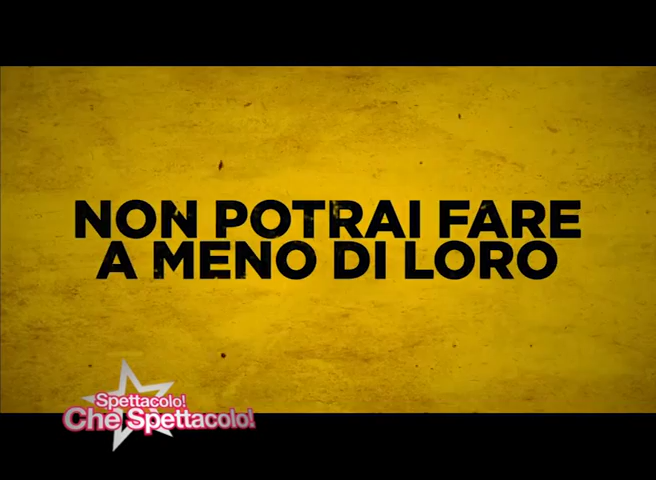 NON POTRAI FARE
A MENO DI LORO
Spettacolo!
Che Spettacolo!